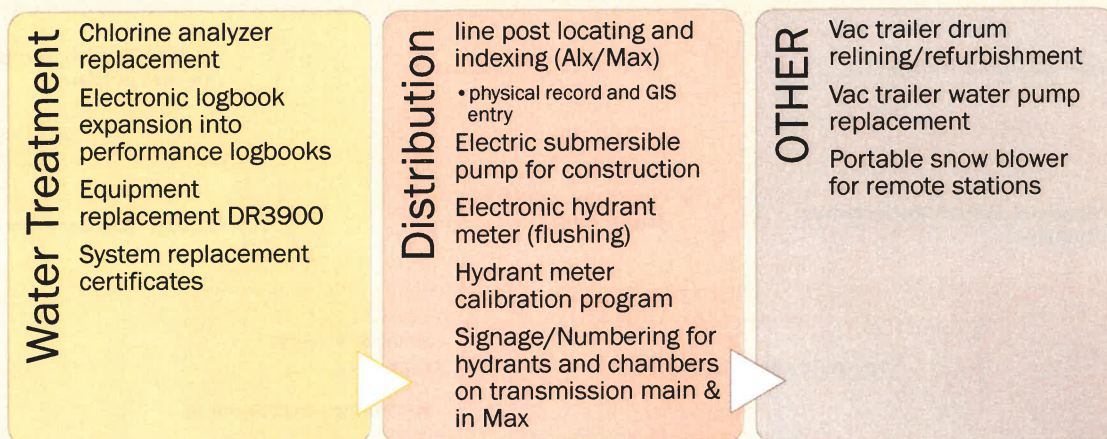 Water Treatment
Chlorine analyzer
replacement
Electronic logbook
expansion into
performance logbooks
Equipment
replacement DR3900
System replacement
certificates
Distribution
line post locating and
indexing (Alx/Max)
• physical record and GIS
entry
Electric submersible
pump for construction
Electronic hydrant
meter (flushing)
Hydrant meter
calibration program
Signage/Numbering for
hydrants and chambers
on transmission main &
in Max
OTHER
Vac trailer drum
relining/refurbishment
Vac trailer water pump
replacement
Portable snow blower
for remote stations